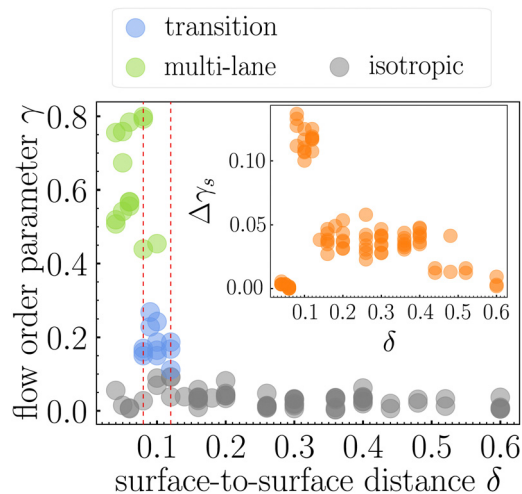 transition
multi-lane
isotropic
flow order parameter γ
0.8
0.6
0.4
0.2
0.0
0.1
0.2
0.3
0.4
0.5
0.6
surface-to-surface distance δ
Δγₛ
0.10
0.05
0.00
0.1
0.2
0.3
0.4
0.5
0.6
δ